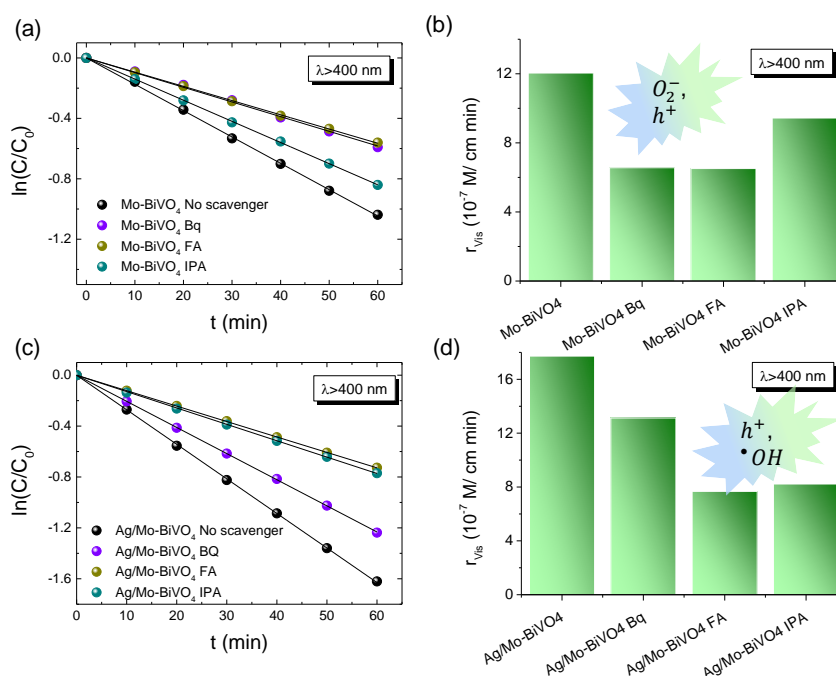 (a)
λ>400 nm
ln(C/C₀)
0.0
-0.4
-0.8
-1.2
Mo-BiVO₄ No scavenger
Mo-BiVO₄ Bq
Mo-BiVO₄ FA
Mo-BiVO₄ IPA
0 10 20 30 40 50 60
t (min)
(b)
λ>400 nm
O₂⁻,
h⁺
r_Vis (10⁻⁷ M/ cm min)
12
9
6
3
0
Mo-BiVO4
Mo-BiVO4 Bq
Mo-BiVO4 FA
Mo-BiVO4 IPA
(c)
λ>400 nm
ln(C/C₀)
0.0
-0.4
-0.8
-1.2
-1.6
Ag/Mo-BiVO₄ No scavenger
Ag/Mo-BiVO₄ BQ
Ag/Mo-BiVO₄ FA
Ag/Mo-BiVO₄ IPA
0 10 20 30 40 50 60
t (min)
(d)
λ>400 nm
h⁺,
•OH
r_Vis (10⁻⁷ M/ cm min)
16
12
8
4
0
Ag/Mo-BiVO4
Ag/Mo-BiVO4 Bq
Ag/Mo-BiVO4 FA
Ag/Mo-BiVO4 IPA